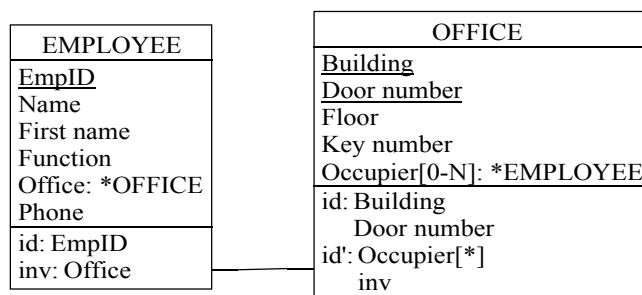 EMPLOYEE
EmpID
Name
First name
Function
Office: *OFFICE
Phone
id: EmpID
inv: Office
OFFICE
Building
Door number
Floor
Key number
Occupier[0-N]: *EMPLOYEE
id: Building
Door number
id': Occupier[*]
inv